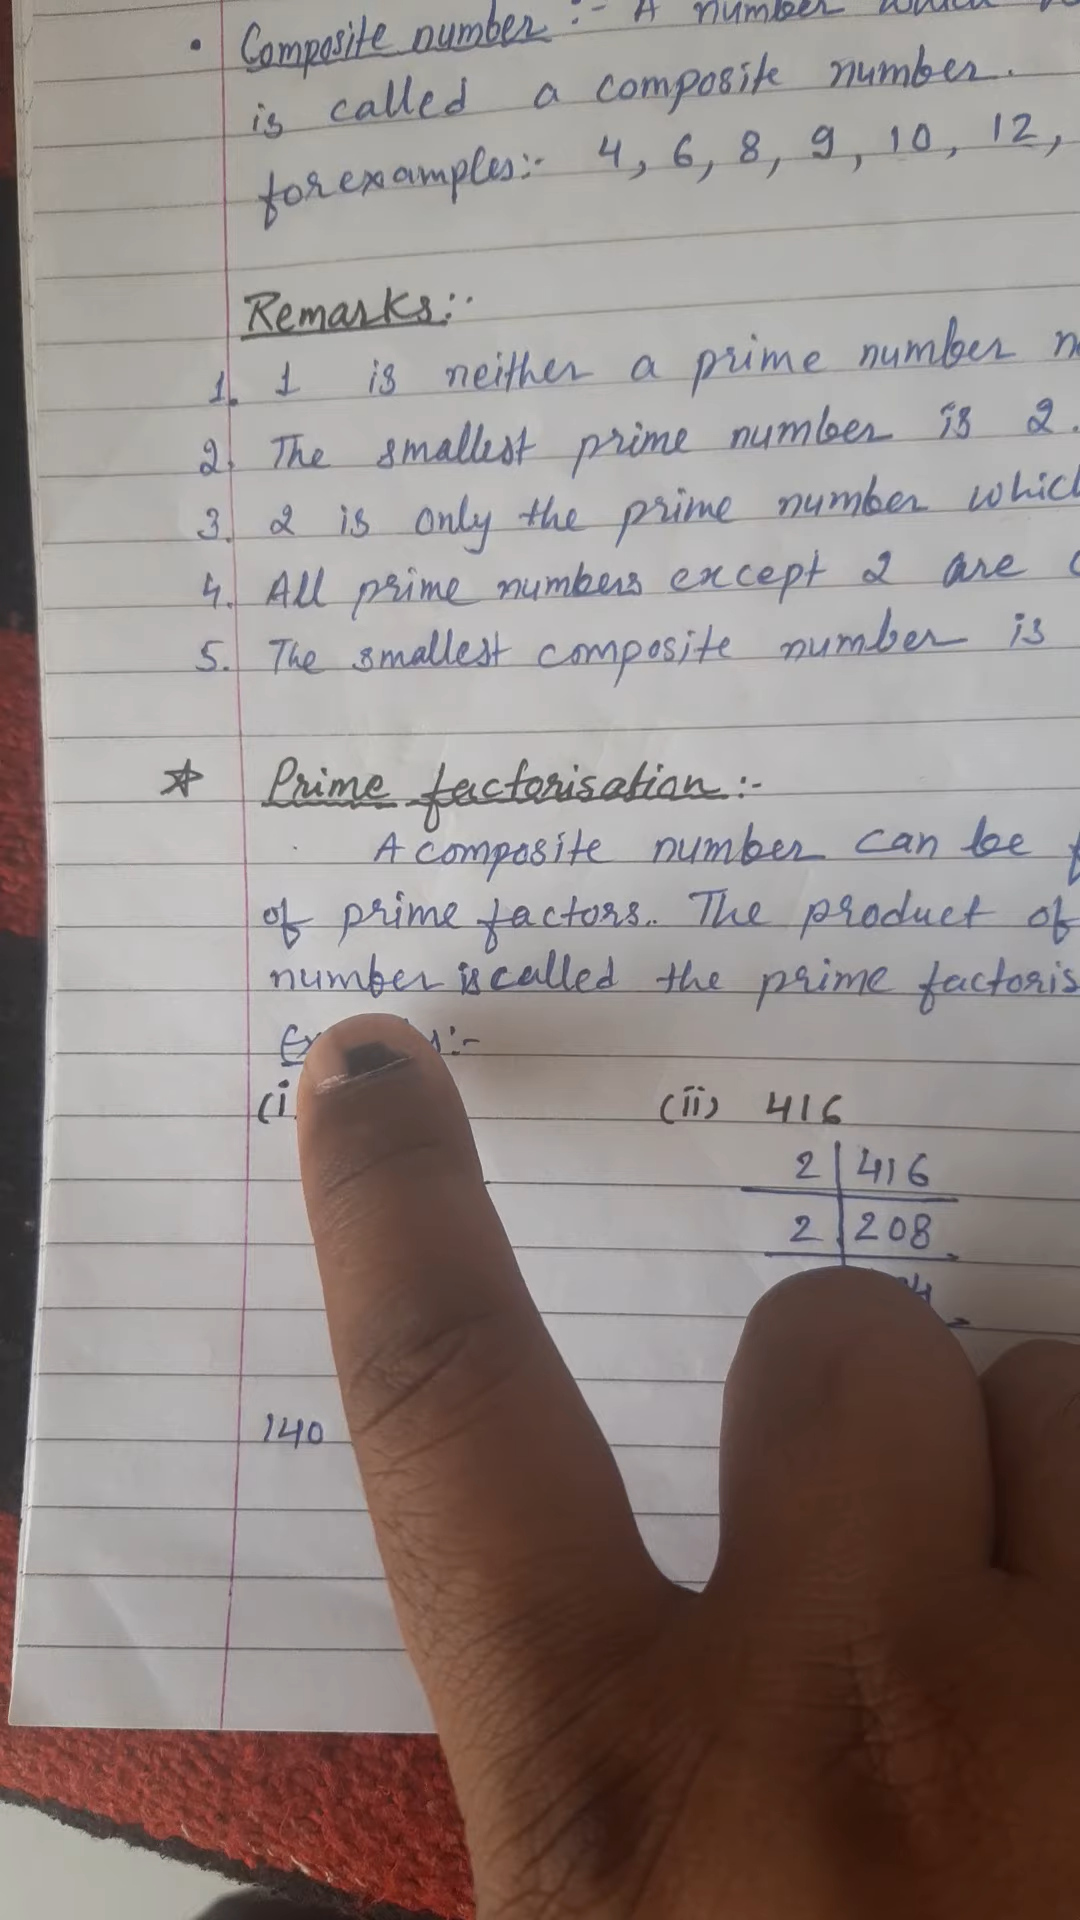 • Composite number :- A number which
is called a composite number.
for examples:- 4, 6, 8, 9, 10, 12,
Remarks:-
1. 1 is neither a prime number
2. The smallest prime number is 2.
3. 2 is only the prime number which
4. All prime numbers except 2 are
5. The smallest composite number is
☆ Prime factorisation :-
A composite number can be
of prime factors. The product of
number is called the prime factoris
(i (ii) 416
2 | 416
2 | 208
140